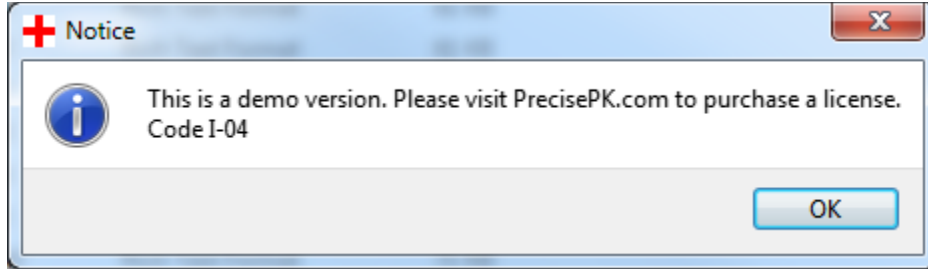 Notice
This is a demo version. Please visit PrecisePK.com to purchase a license.
Code I-04
OK